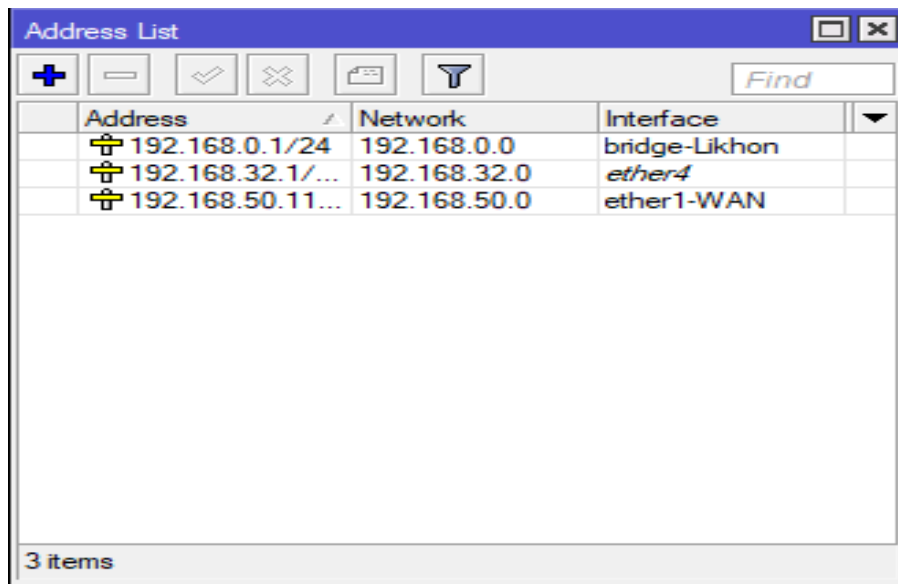 Address List
Find
Address Network Interface
192.168.0.1/24 192.168.0.0 bridge-Likhon
192.168.32.1/... 192.168.32.0 ether4
192.168.50.11... 192.168.50.0 ether1-WAN
3 items